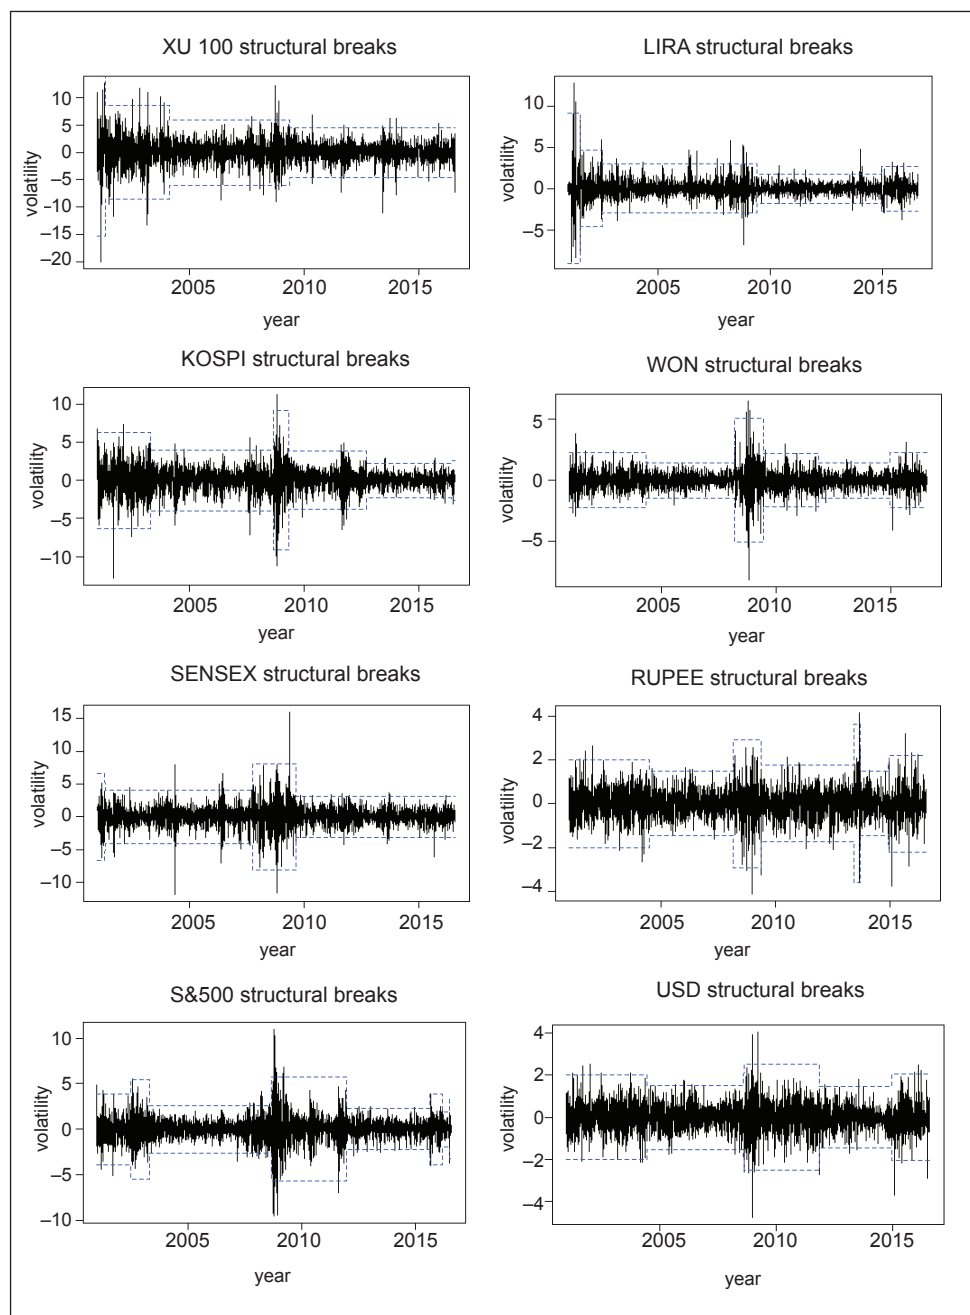 XU 100 structural breaks
volatility
10
5
0
–5
–10
–15
–20
2005
2010
2015
year
LIRA structural breaks
volatility
10
5
0
–5
2005
2010
2015
year
KOSPI structural breaks
volatility
10
5
0
–5
–10
2005
2010
2015
year
WON structural breaks
volatility
5
0
–5
2005
2010
2015
year
SENSEX structural breaks
volatility
15
10
5
0
–5
–10
2005
2010
2015
year
RUPEE structural breaks
volatility
4
2
0
–2
–4
2005
2010
2015
year
S&500 structural breaks
volatility
10
5
0
–5
–10
2005
2010
2015
year
USD structural breaks
volatility
4
2
0
–2
–4
2005
2010
2015
year